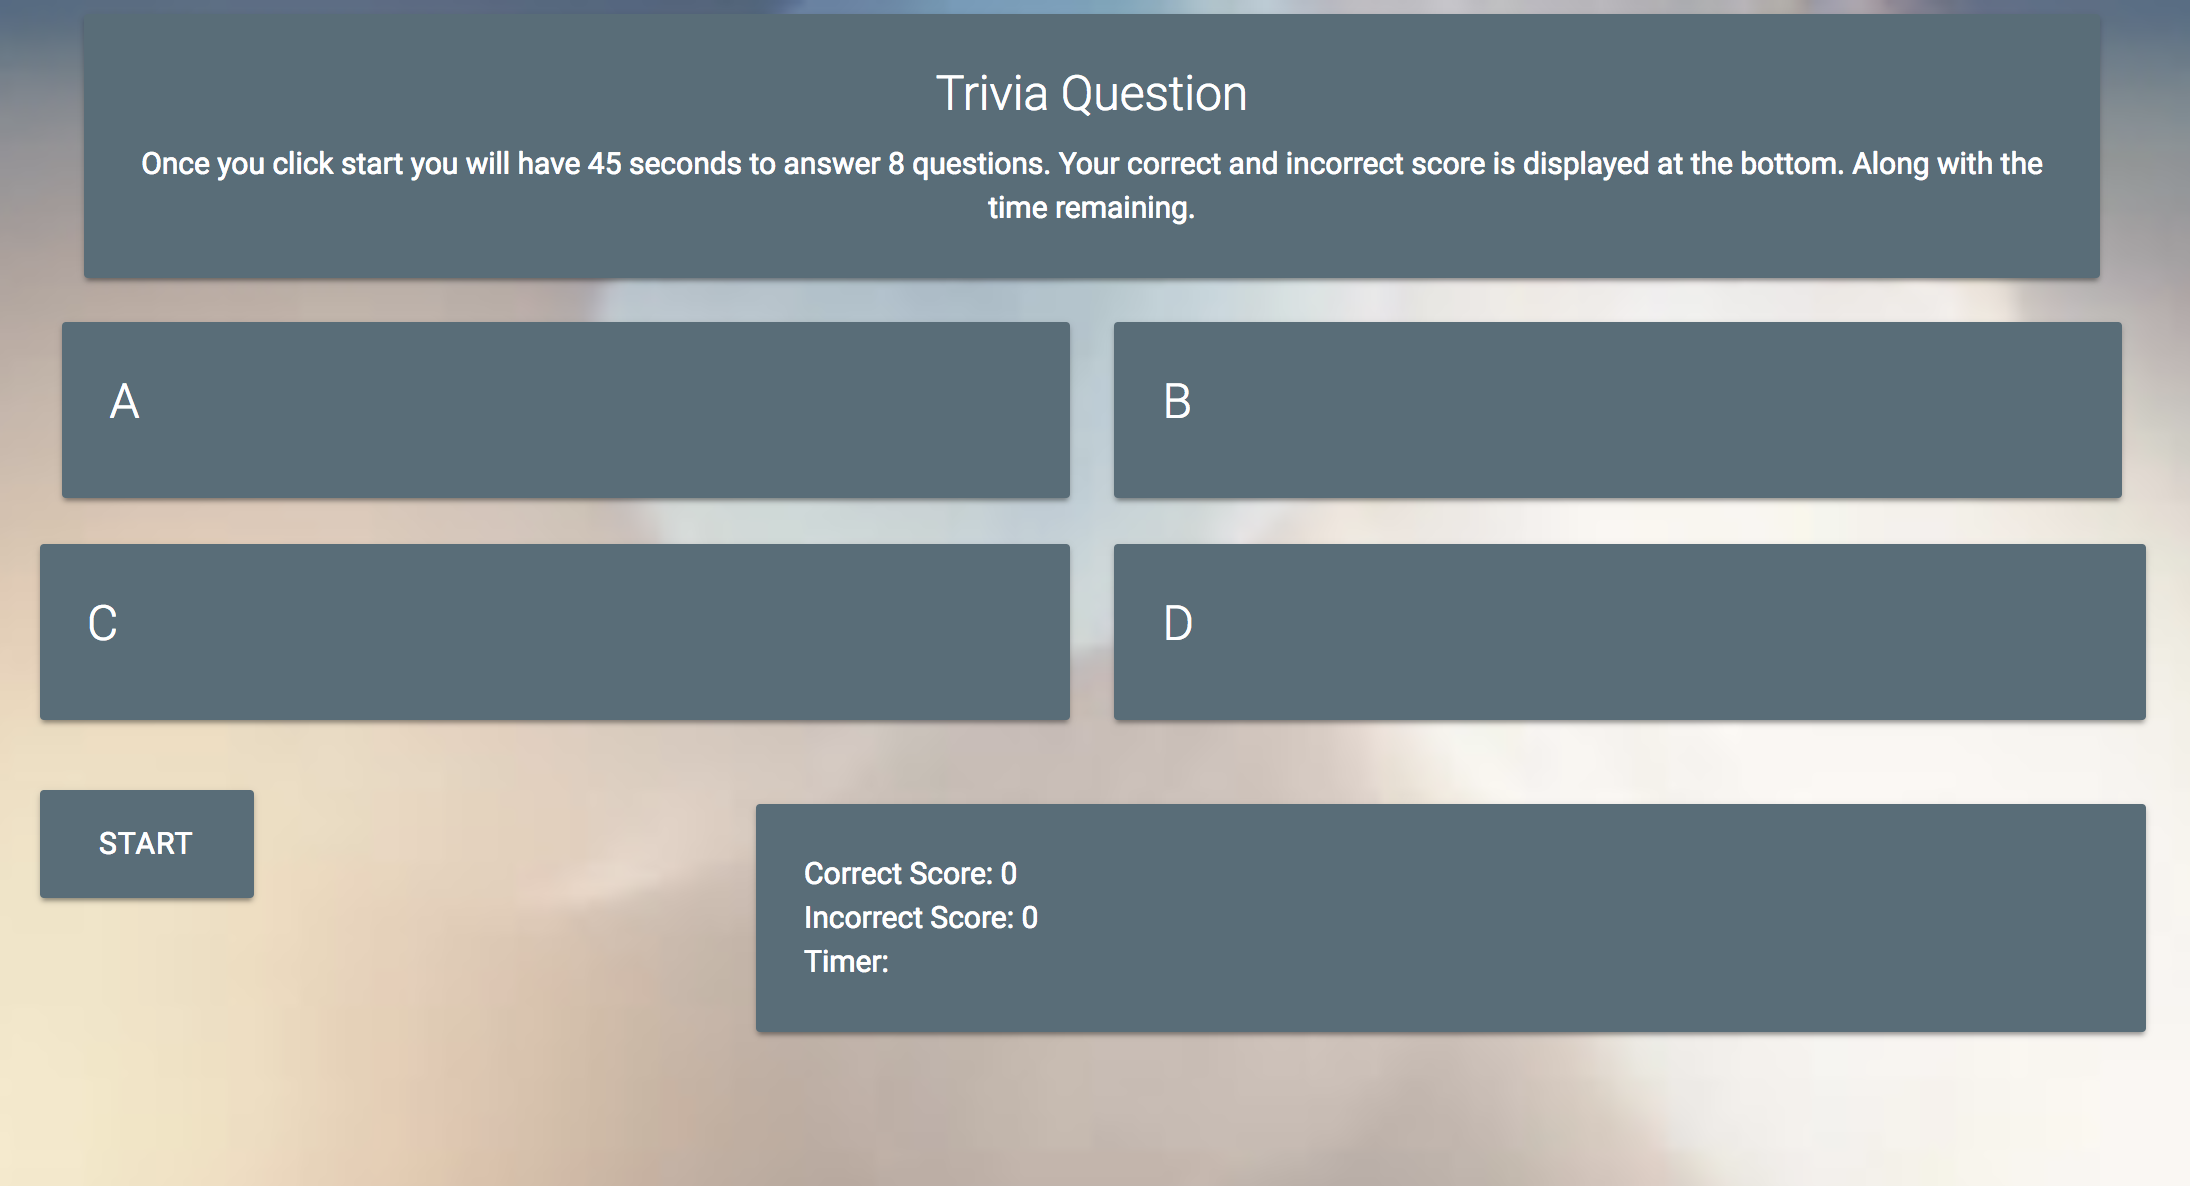 Trivia Question
Once you click start you will have 45 seconds to answer 8 questions. Your correct and incorrect score is displayed at the bottom. Along with the
time remaining.
A
B
C
D
START
Correct Score: 0
Incorrect Score: 0
Timer: